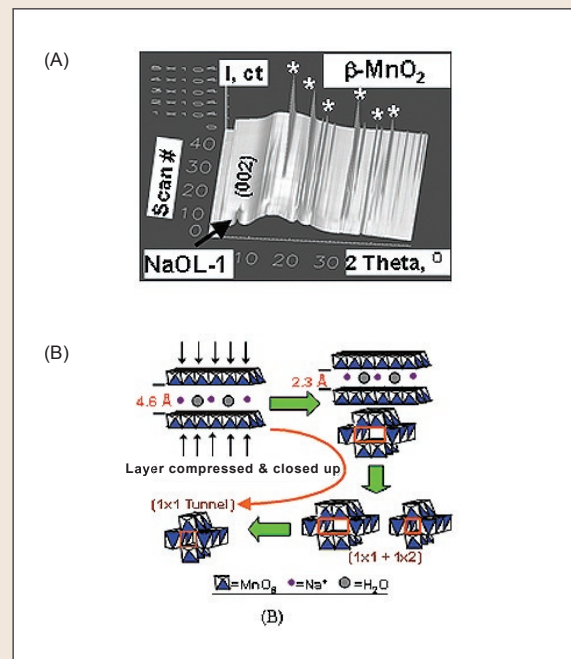 (A)
I, ct
β-MnO2
* * * * * * *
Scan #
40
30
20
10
0
(002)
NaOL-1
10 20 30
2 Theta, °
(B)
4.6 Å
2.3 Å
Layer compressed & closed up
(1x1 Tunnel)
(1x1 + 1x2)
=MnO6 =Na+ =H2O
(B)